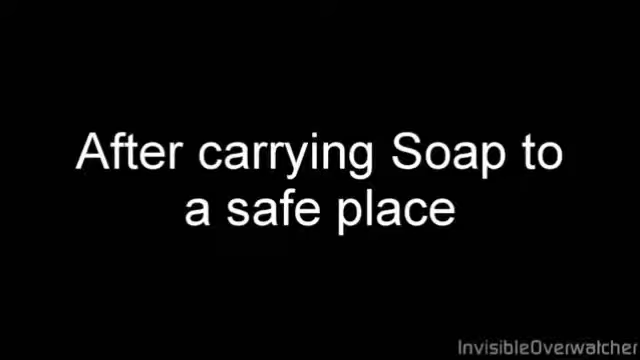 After carrying Soap to
a safe place
InvisibleOverwatcher